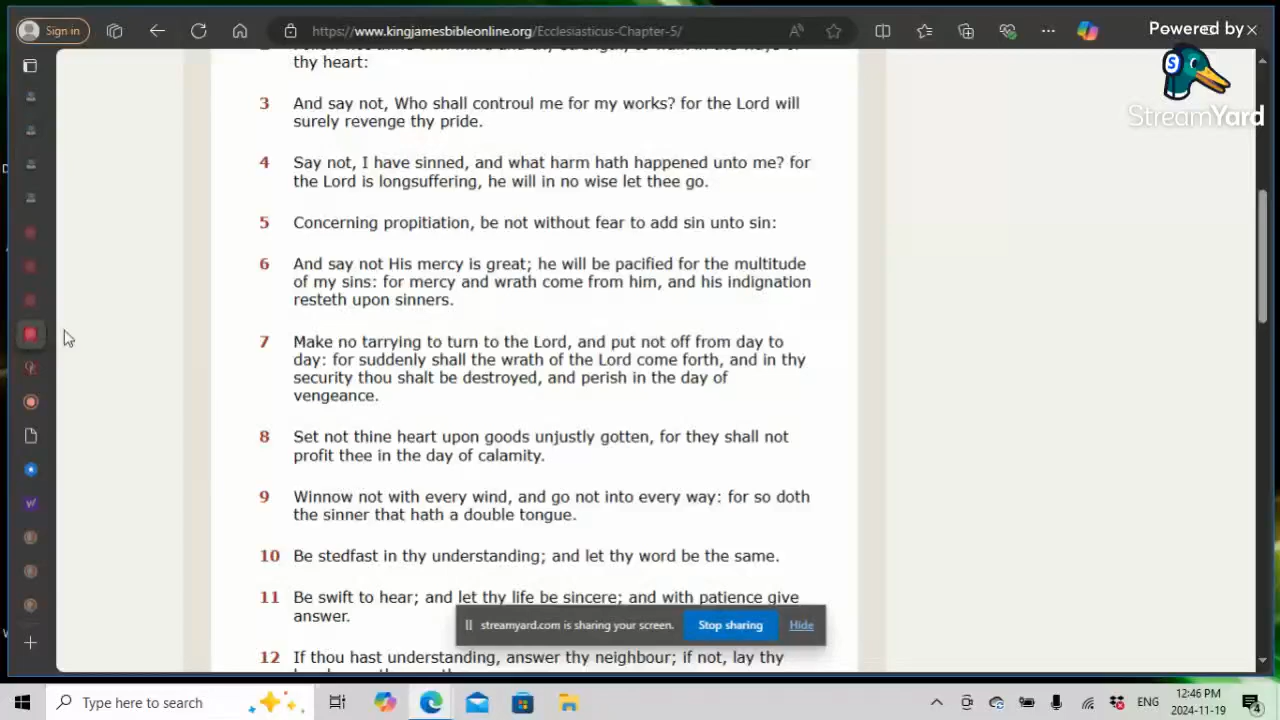 Sign in
https://www.kingjamesbibleonline.org/Ecclesiasticus-Chapter-5/
Powered by
StreamYard
thy heart:
3 And say not, Who shall controul me for my works? for the Lord will
surely revenge thy pride.
4 Say not, I have sinned, and what harm hath happened unto me? for
the Lord is longsuffering, he will in no wise let thee go.
5 Concerning propitiation, be not without fear to add sin unto sin:
6 And say not His mercy is great; he will be pacified for the multitude
of my sins: for mercy and wrath come from him, and his indignation
resteth upon sinners.
7 Make no tarrying to turn to the Lord, and put not off from day to
day: for suddenly shall the wrath of the Lord come forth, and in thy
security thou shalt be destroyed, and perish in the day of
vengeance.
8 Set not thine heart upon goods unjustly gotten, for they shall not
profit thee in the day of calamity.
9 Winnow not with every wind, and go not into every way: for so doth
the sinner that hath a double tongue.
10 Be stedfast in thy understanding; and let thy word be the same.
11 Be swift to hear; and let thy life be sincere; and with patience give
answer.
streamyard.com is sharing your screen. Stop sharing Hide
12 If thou hast understanding, answer thy neighbour; if not, lay thy
Type here to search
ENG
12:46 PM
2024-11-19
4